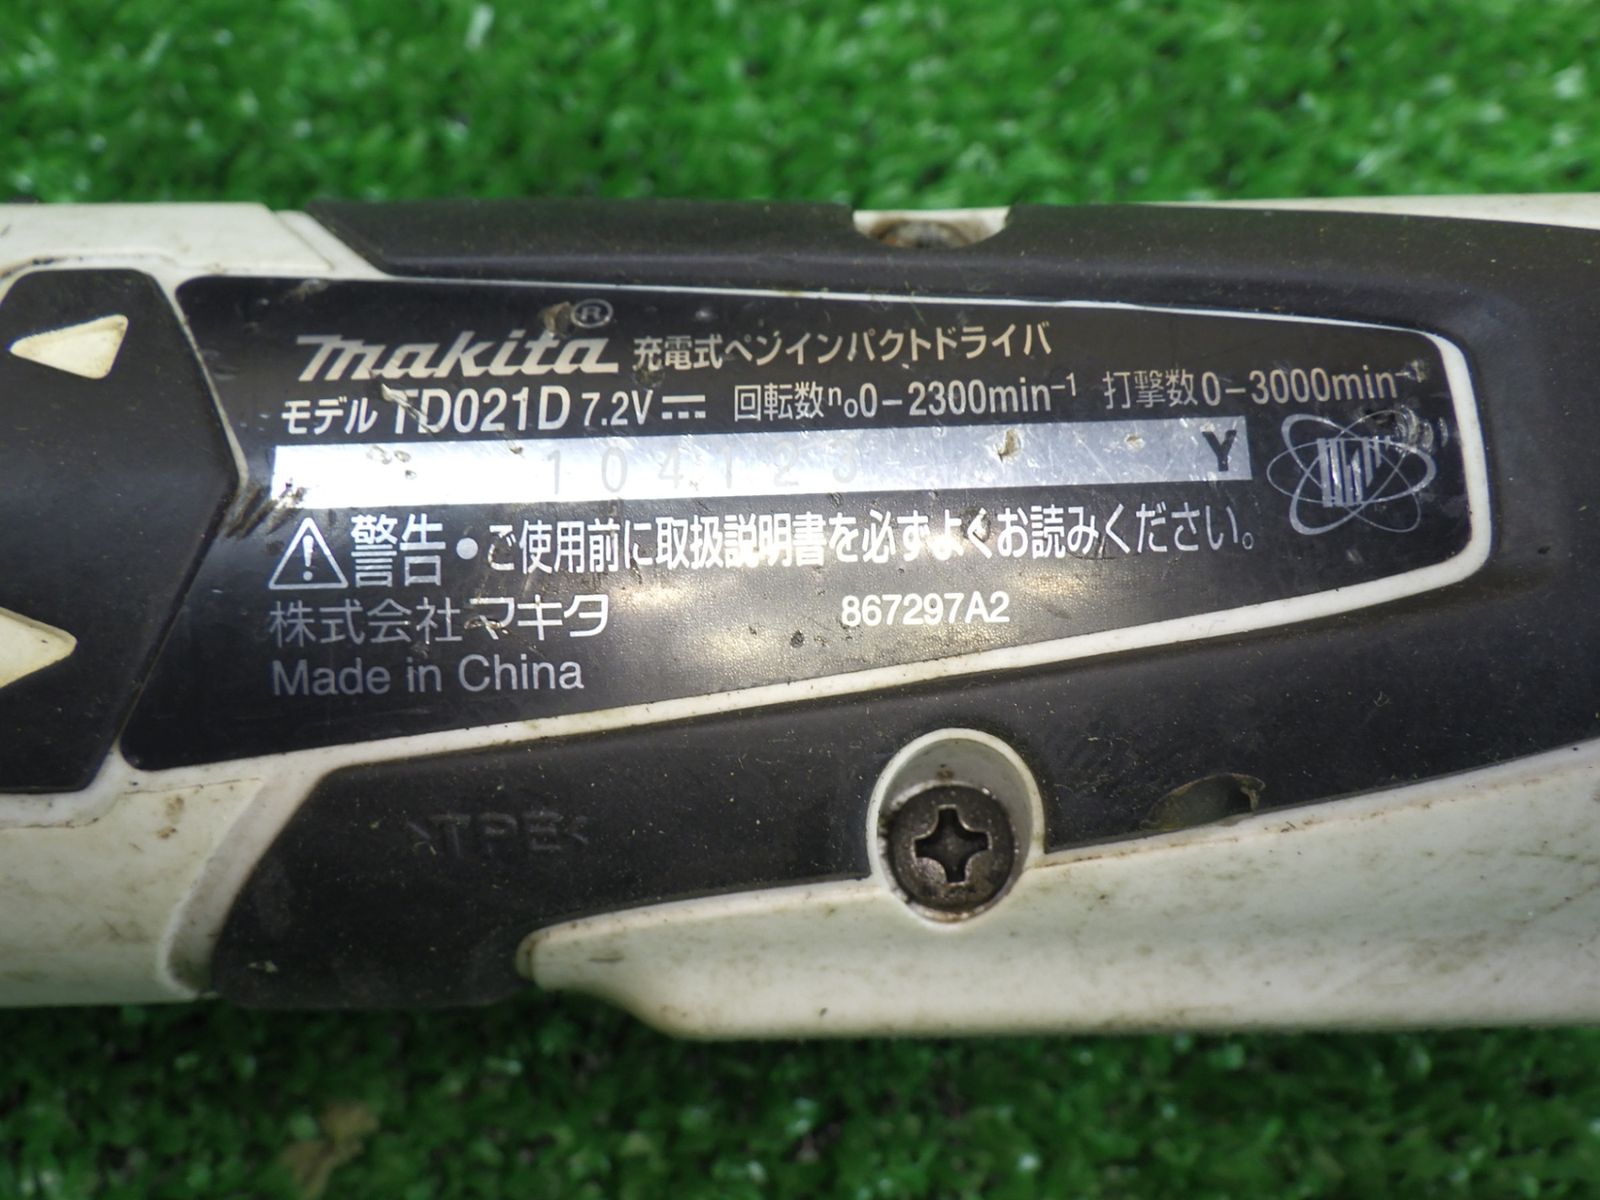 makita® 充電式ペンインパクトドライバ
モデル TD021D 7.2V⎓ 回転数 n₀0-2300min⁻¹ 打撃数 0-3000min⁻¹
104123 Y
⚠警告 ・ご使用前に取扱説明書を必ずよくお読みください。
株式会社マキタ 867297A2
Made in China
>TPE<